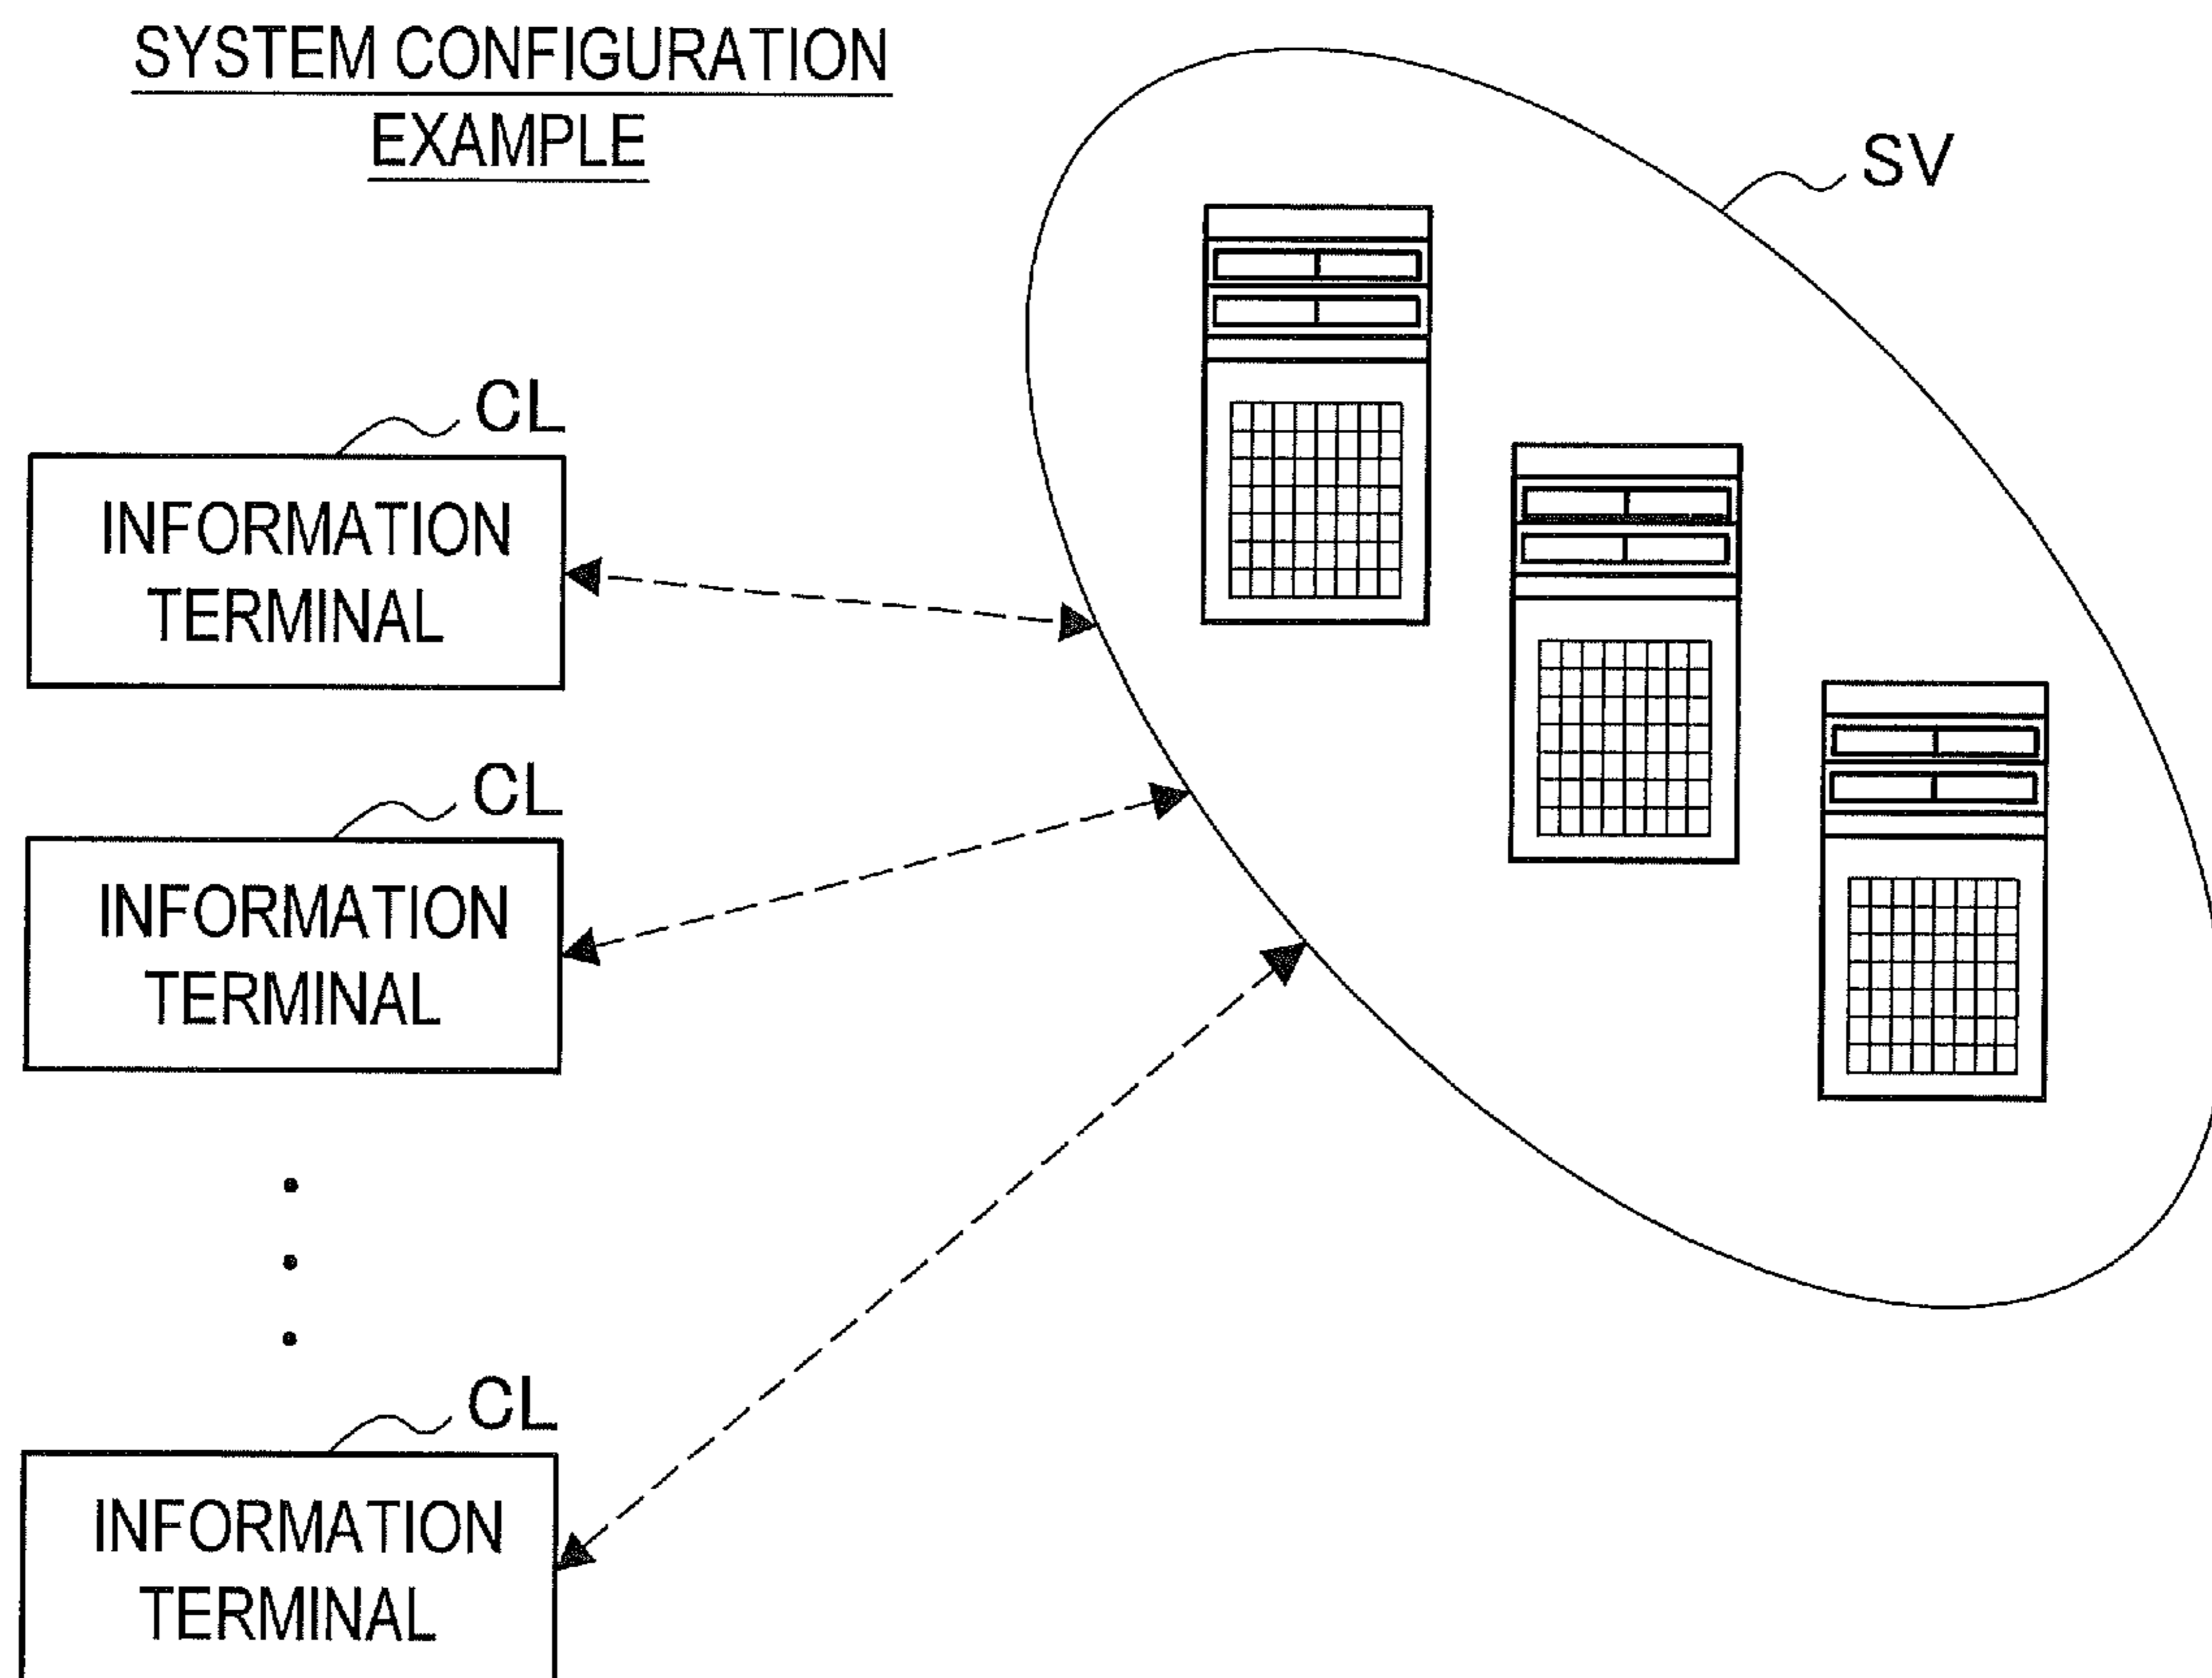 SYSTEM CONFIGURATION
EXAMPLE
SV
CL
INFORMATION
TERMINAL
CL
INFORMATION
TERMINAL
CL
INFORMATION
TERMINAL